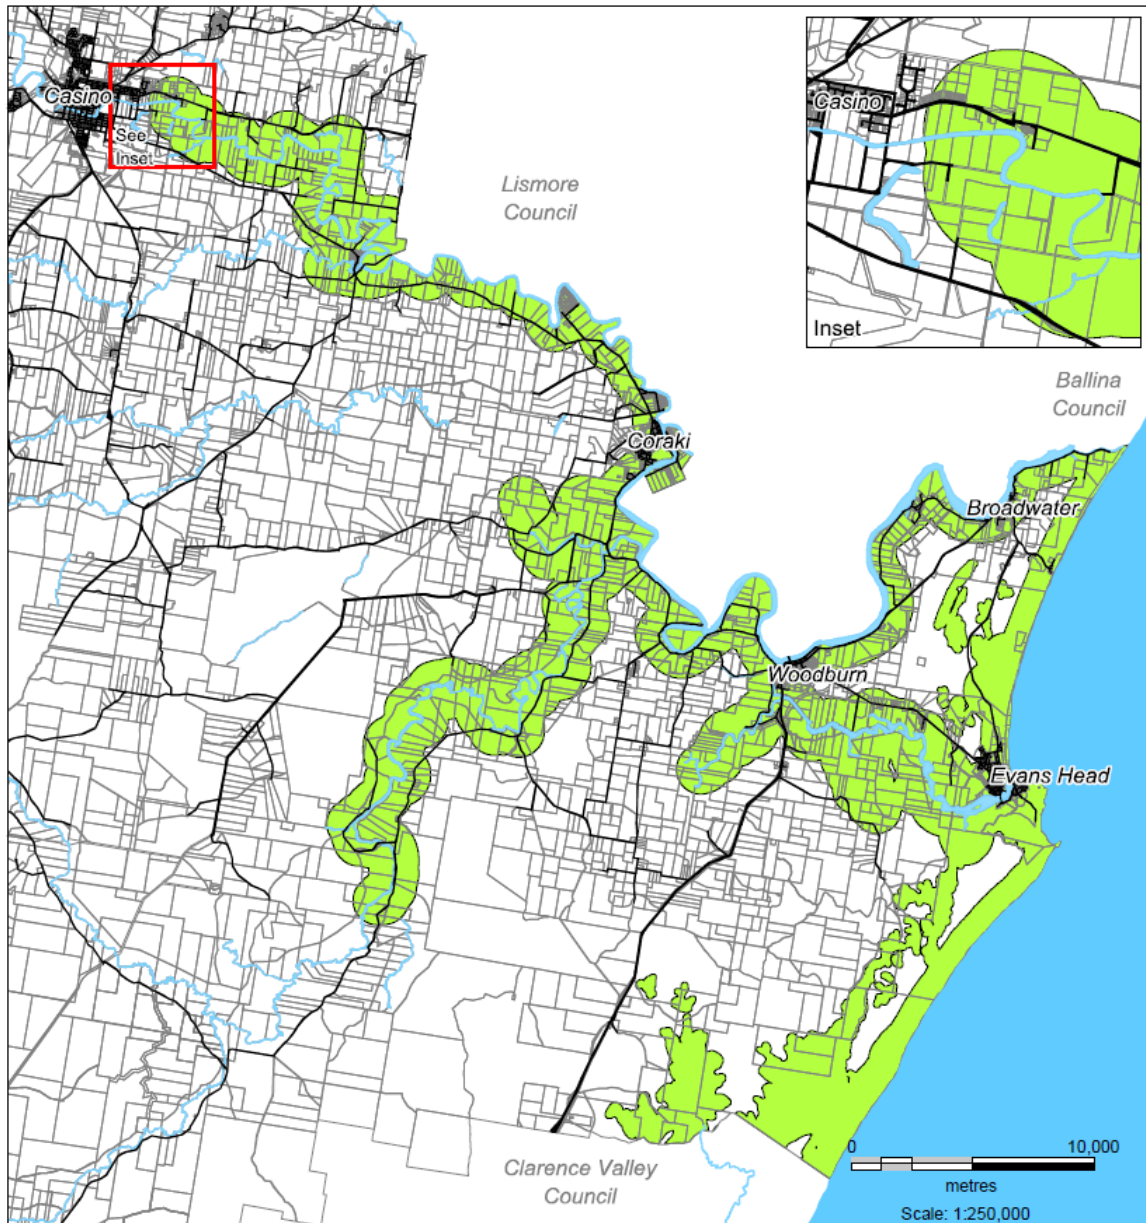 Casino
See
Inset
Lismore
Council
Casino
Inset
Ballina
Council
Coraki
Broadwater
Woodburn
Evans Head
Clarence Valley
Council
0
10,000
metres
Scale: 1:250,000